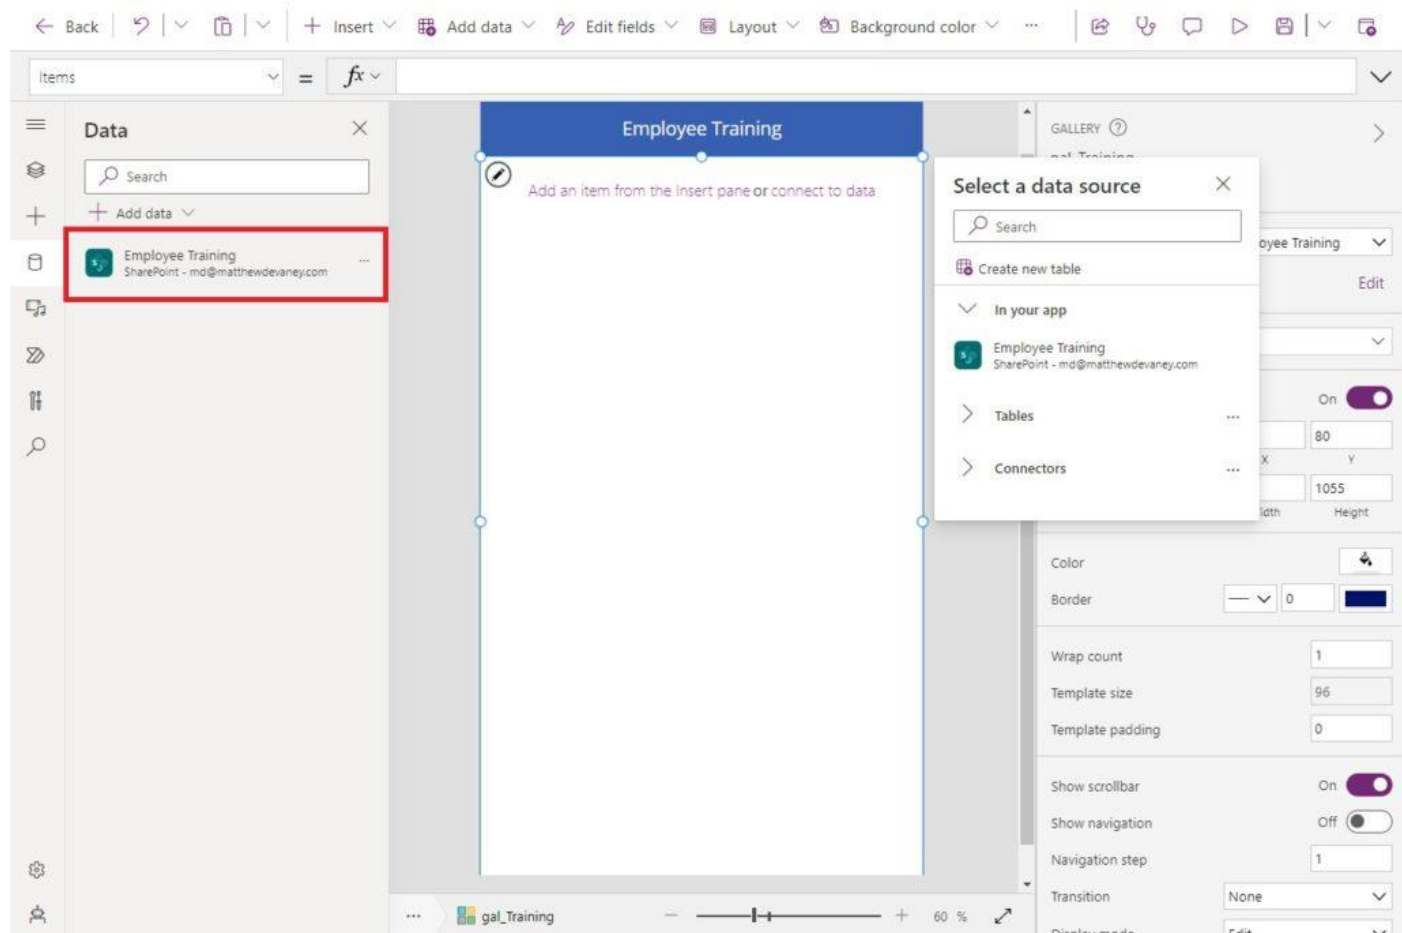 Back
Insert
Add data
Edit fields
Layout
Background color
...
Items
=
fx
Data
Search
Add data
Employee Training
SharePoint - md@matthewdevaney.com
...
Employee Training
Add an item from the Insert pane or connect to data
Select a data source
Search
Create new table
In your app
Employee Training
SharePoint - md@matthewdevaney.com
Tables
...
Connectors
...
GALLERY
oyee Training
Edit
On
80
X Y
1055
Height
Color
Border
0
Wrap count
1
Template size
96
Template padding
0
Show scrollbar
On
Show navigation
Off
Navigation step
1
Transition
None
...
gal_Training
60 %